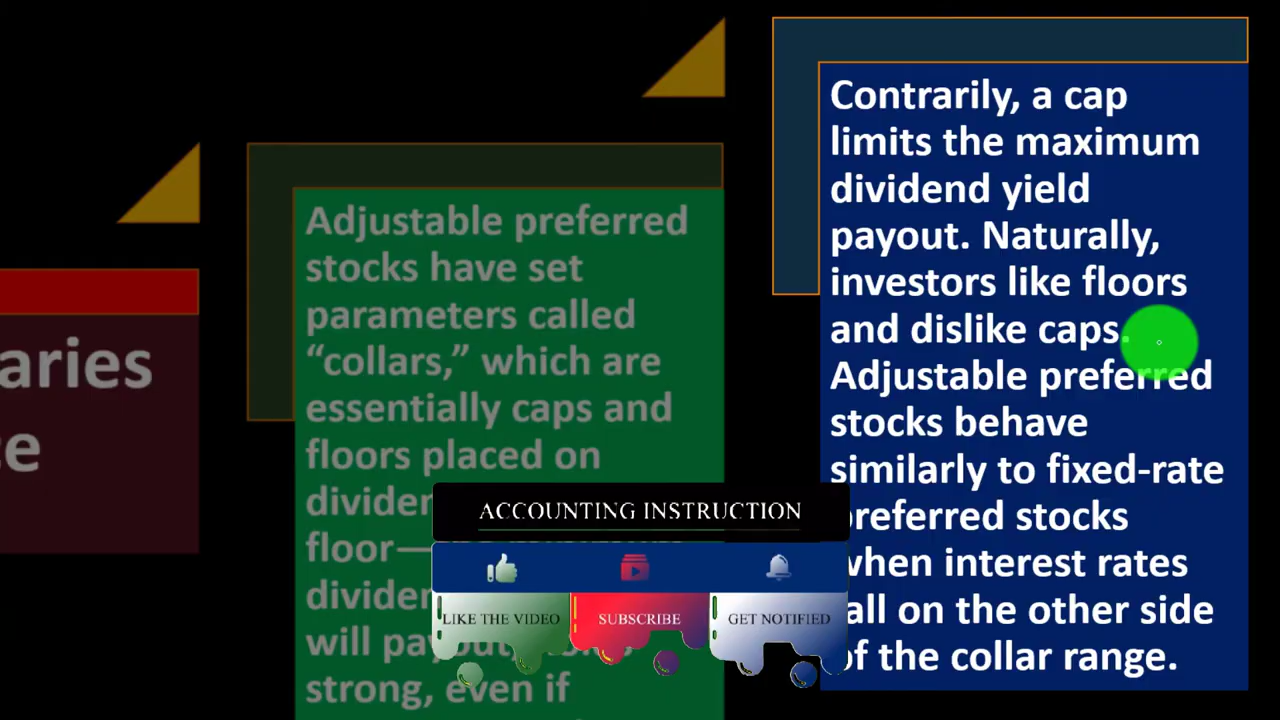 aries
e
Adjustable preferred
stocks have set
parameters called
“collars,” which are
essentially caps and
floors placed on
floor—
will
strong, even if
Contrarily, a cap
limits the maximum
dividend yield
payout. Naturally,
investors like floors
and dislike caps.
Adjustable preferred
stocks behave
similarly to fixed-rate
preferred stocks
when interest rates
fall on the other side
of the collar range.
ACCOUNTING INSTRUCTION
LIKE THE VIDEO
SUBSCRIBE
GET NOTIFIED